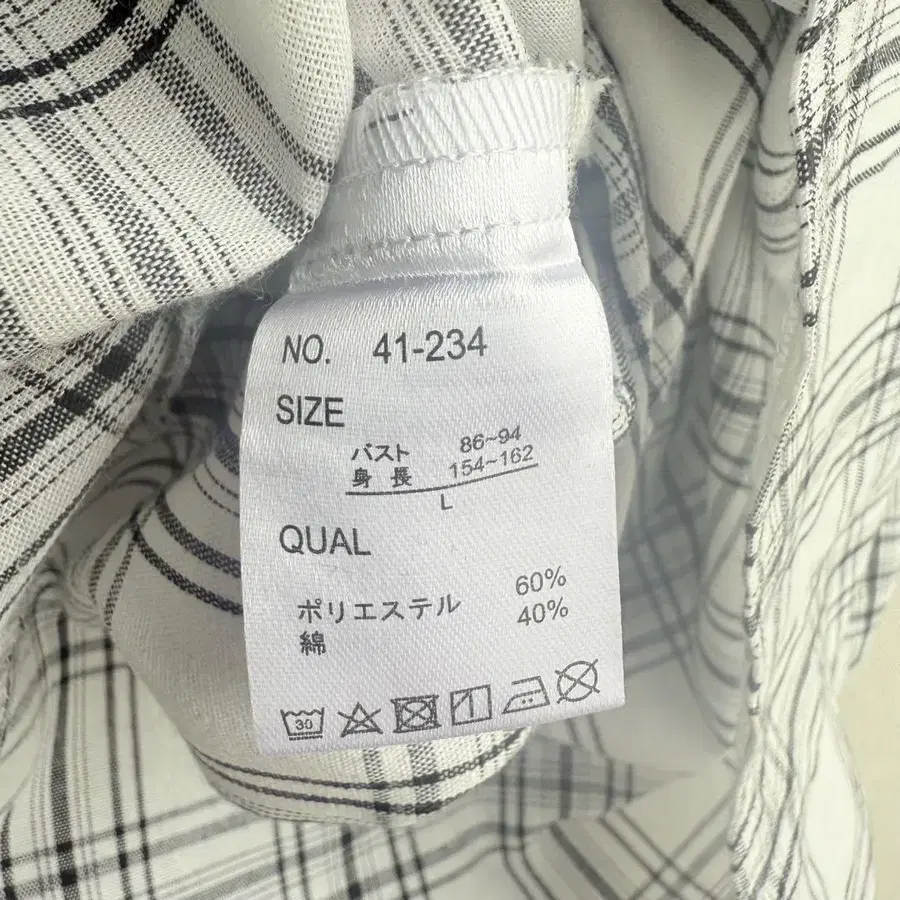 NO. 41-234
SIZE
バスト 86~94
身長 154~162
L
QUAL
ポリエステル 60%
綿 40%
30